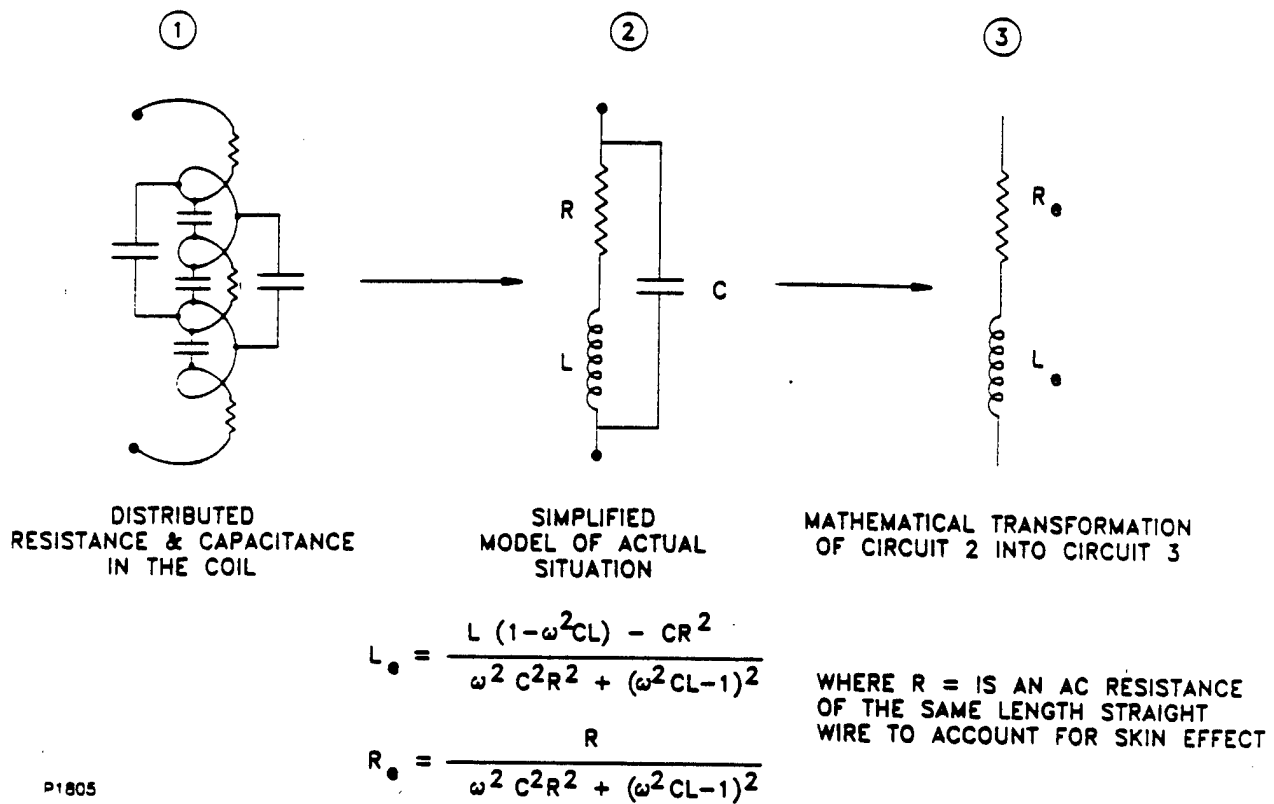 1
2
3
R
L
C
Rₑ
Lₑ
DISTRIBUTED
RESISTANCE & CAPACITANCE
IN THE COIL
SIMPLIFIED
MODEL OF ACTUAL
SITUATION
MATHEMATICAL TRANSFORMATION
OF CIRCUIT 2 INTO CIRCUIT 3
Lₑ = L (1-ω²CL) - CR² / ω² C²R² + (ω²CL-1)²
Rₑ = R / ω² C²R² + (ω²CL-1)²
WHERE R = IS AN AC RESISTANCE
OF THE SAME LENGTH STRAIGHT
WIRE TO ACCOUNT FOR SKIN EFFECT
P1805